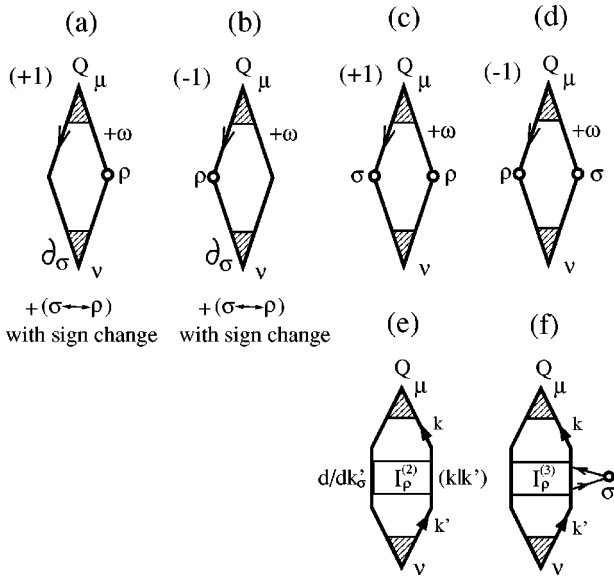 (a) (b) (c) (d)
(+1) Q μ (-1) Q μ (+1) Q μ (-1) Q μ
+ω +ω +ω +ω
ρ ρ σ ρ ρ σ
∂σ ν ∂σ ν ν ν
+(σ↔ρ) +(σ↔ρ)
with sign change with sign change
(e) (f)
Q μ Q μ
k k
d/dk'σ I(2)ρ (k|k') I(3)ρ σ
k' k'
ν ν